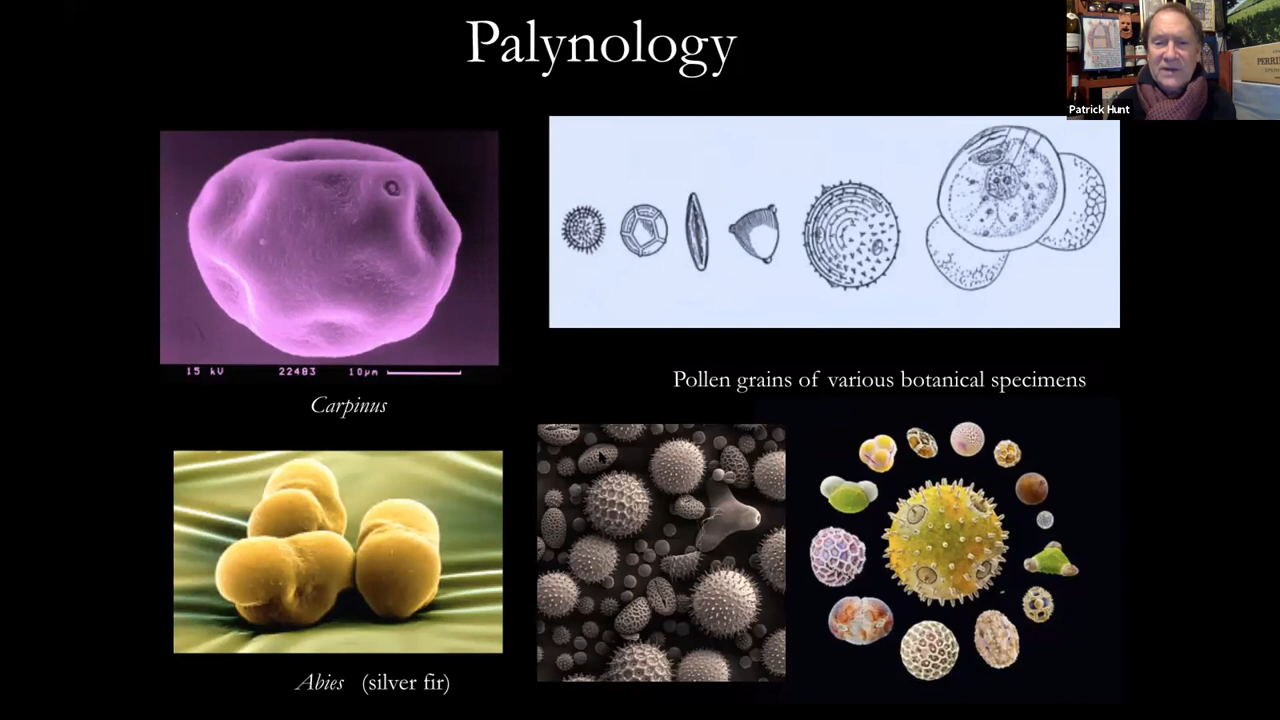 Palynology
Patrick Hunt
15 kV 22483 10µm
Carpinus
Pollen grains of various botanical specimens
Abies (silver fir)